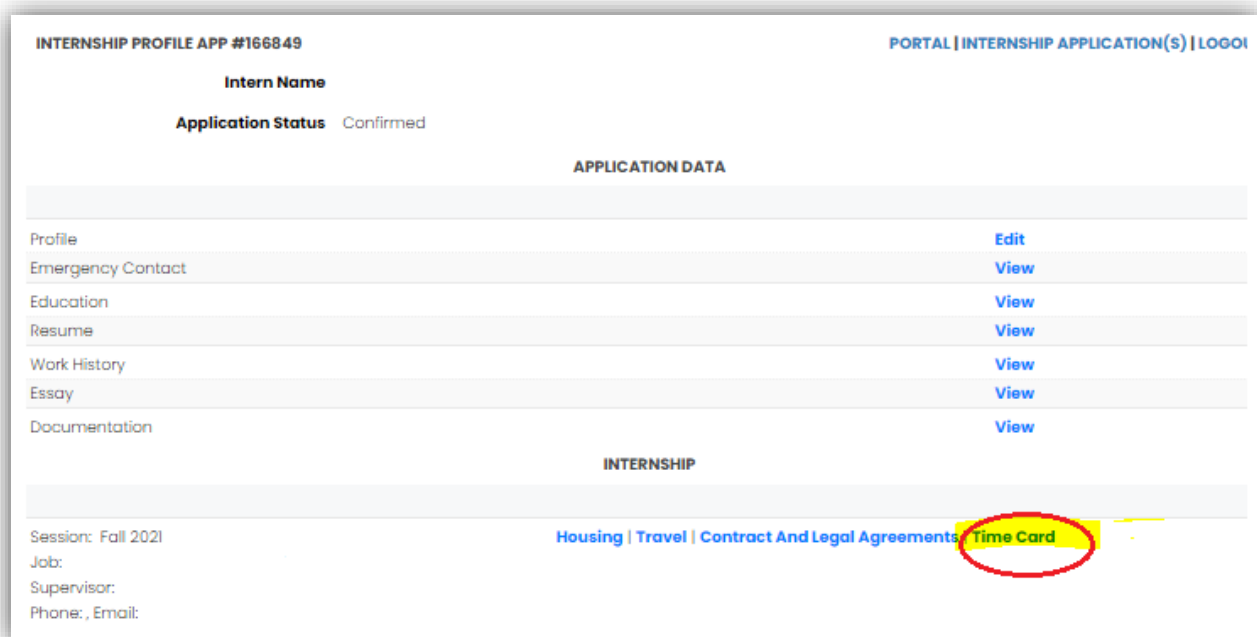 INTERNSHIP PROFILE APP #166849 PORTAL | INTERNSHIP APPLICATION(S) | LOGOU
Intern Name
Application Status Confirmed
APPLICATION DATA
Profile Edit
Emergency Contact View
Education View
Resume View
Work History View
Essay View
Documentation View
INTERNSHIP
Session: Fall 2021 Housing | Travel | Contract And Legal Agreements | Time Card
Job:
Supervisor:
Phone: , Email: